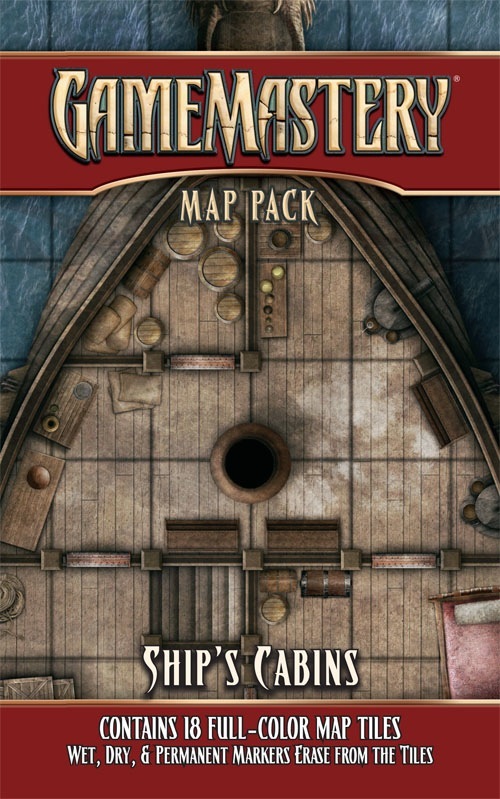 GAMEMASTERY®
MAP PACK
SHIP'S CABINS
CONTAINS 18 FULL-COLOR MAP TILES
WET, DRY, & PERMANENT MARKERS ERASE FROM THE TILES